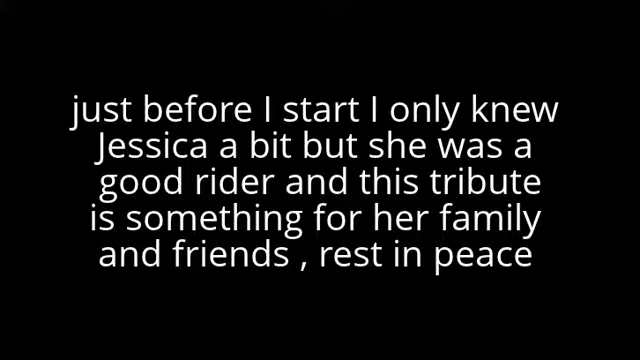 just before I start I only knew
Jessica a bit but she was a
good rider and this tribute
is something for her family
and friends , rest in peace